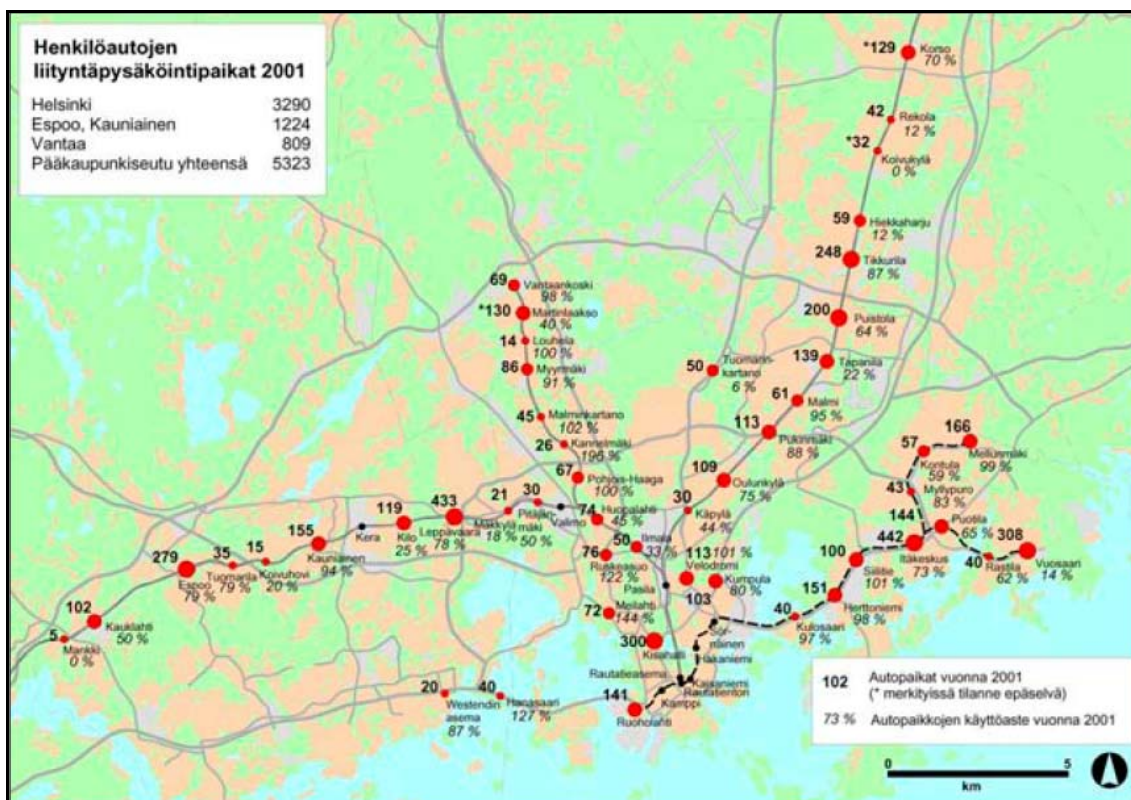 Henkilöautojen
liityntäpysäköintipaikat 2001
Helsinki 3290
Espoo, Kauniainen 1224
Vantaa 809
Pääkaupunkiseutu yhteensä 5323
*129 Korso
70 %
42 Rekola
12 %
*32 Koivukylä
0 %
59 Hiekkaharju
12 %
248 Tikkurila
87 %
200 Puistola
64 %
139 Tapanila
22 %
61 Malmi
95 %
113 Pukinmäki
88 %
109 Oulunkylä
75 %
30 Käpylä
44 %
50 Tuomarin-
kartano
6 %
69 Vantaankoski
98 %
*130 Martinlaakso
40 %
14 Louhela
100 %
86 Myyrmäki
91 %
45 Malminkartano
102 %
26 Kannelmäki
196 %
67 Pohjois-Haaga
100 %
74 Huopalahti
45 %
50 Ilmala
33 %
76 Ruskeasuo
122 %
72 Meilahti
144 %
300 Kisahalli
113 101 %
Velodromi
103 Kumpula
80 %
Pasila
Valimo
30 Pitäjän-
mäki
50 %
21 Mäkkylä
18 %
433 Leppävaara
78 %
119 Kilo
25 %
Kera
155 Kauniainen
94 %
15 Koivuhovi
20 %
35 Tuomarila
79 %
279 Espoo
79 %
102 Kauklahti
50 %
5 Mankki
0 %
20 Westendin
asema
87 %
40 Hanasaari
127 %
141 Ruoholahti
Kamppi
Rautatieasema
Rautatientori
Kaisaniemi
Hakaniemi
Sör-
näinen
40 Kulosaari
97 %
151 Herttoniemi
98 %
100 Siilitie
101 %
442 Itäkeskus
73 %
144 Puotila
65 %
40 Rastila
62 %
308 Vuosaari
14 %
43 Myllypuro
83 %
57 Kontula
59 %
166 Mellunmäki
99 %
102 Autopaikat vuonna 2001
(* merkityissä tilanne epäselvä)
73 % Autopaikkojen käyttöaste vuonna 2001
0 5
km